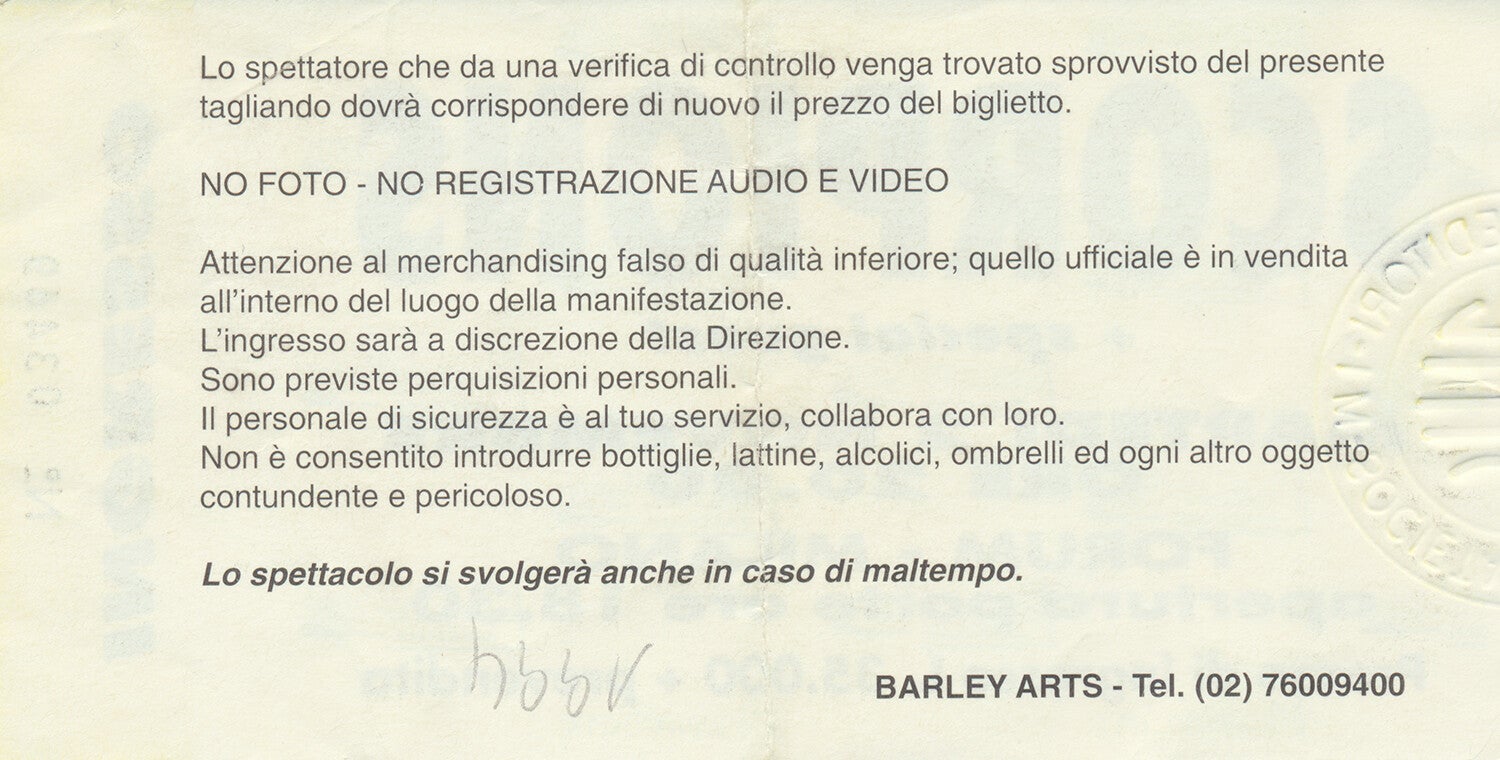 Lo spettatore che da una verifica di controllo venga trovato sprovvisto del presente
tagliando dovrà corrispondere di nuovo il prezzo del biglietto.
NO FOTO - NO REGISTRAZIONE AUDIO E VIDEO
Attenzione al merchandising falso di qualità inferiore; quello ufficiale è in vendita
all'interno del luogo della manifestazione.
L'ingresso sarà a discrezione della Direzione.
Sono previste perquisizioni personali.
Il personale di sicurezza è al tuo servizio, collabora con loro.
Non è consentito introdurre bottiglie, lattine, alcolici, ombrelli ed ogni altro oggetto
contundente e pericoloso.
Lo spettacolo si svolgerà anche in caso di maltempo.
1994
BARLEY ARTS - Tel. (02) 76009400